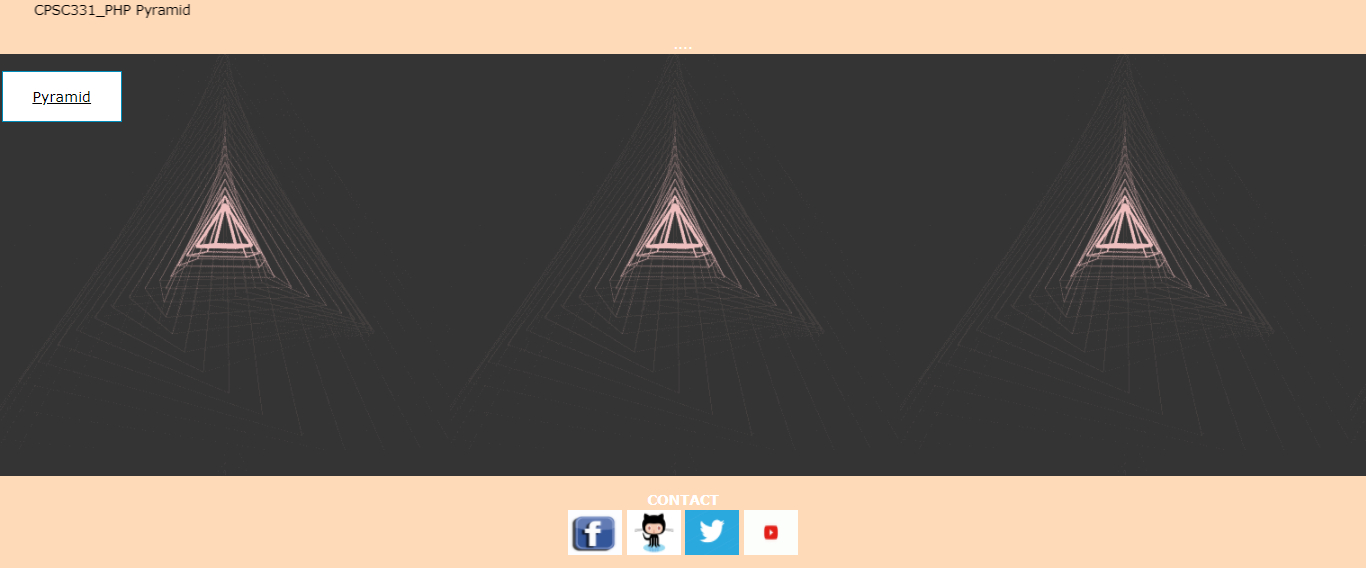 CPSC331_PHP Pyramid
....
Pyramid
CONTACT